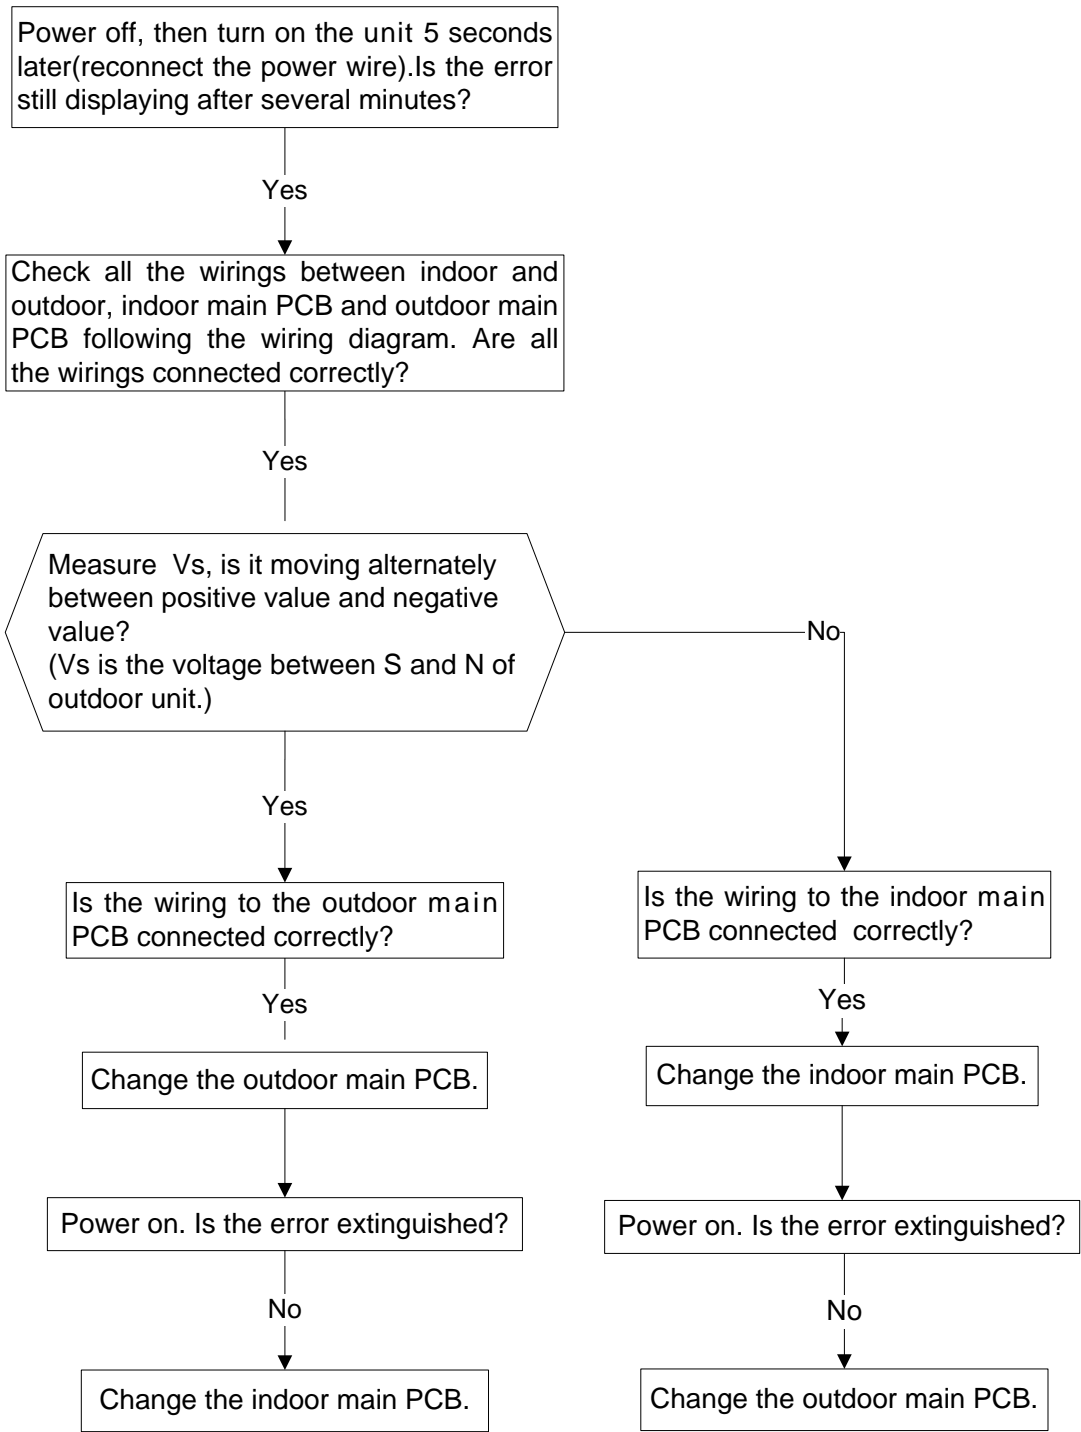 Power off, then turn on the unit 5 seconds
later(reconnect the power wire).Is the error
still displaying after several minutes?
Yes
Check all the wirings between indoor and
outdoor, indoor main PCB and outdoor main
PCB following the wiring diagram. Are all
the wirings connected correctly?
Yes
Measure Vs, is it moving alternately
between positive value and negative
value?
(Vs is the voltage between S and N of
outdoor unit.)
No
Yes
Is the wiring to the outdoor main
PCB connected correctly?
Yes
Change the outdoor main PCB.
Power on. Is the error extinguished?
No
Change the indoor main PCB.
Is the wiring to the indoor main
PCB connected correctly?
Yes
Change the indoor main PCB.
Power on. Is the error extinguished?
No
Change the outdoor main PCB.